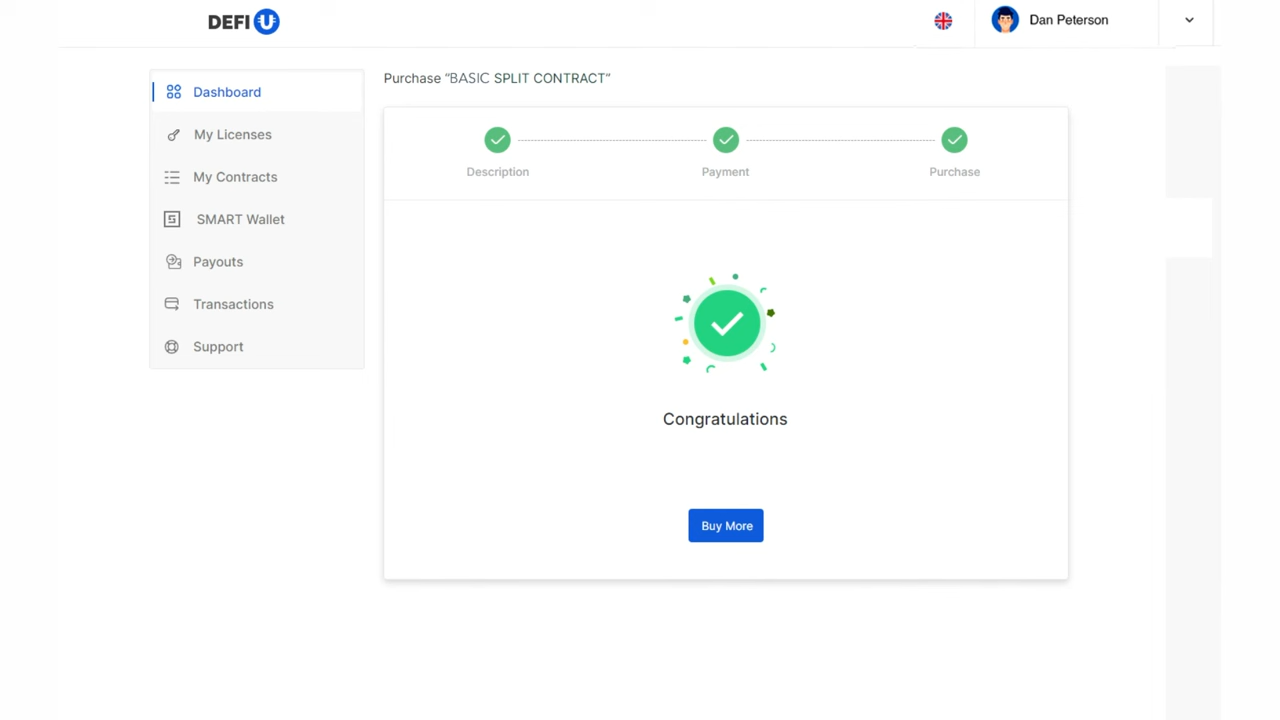 DEFI U
Dan Peterson
Dashboard
My Licenses
My Contracts
SMART Wallet
Payouts
Transactions
Support
Purchase “BASIC SPLIT CONTRACT”
Description
Payment
Purchase
Congratulations
Buy More